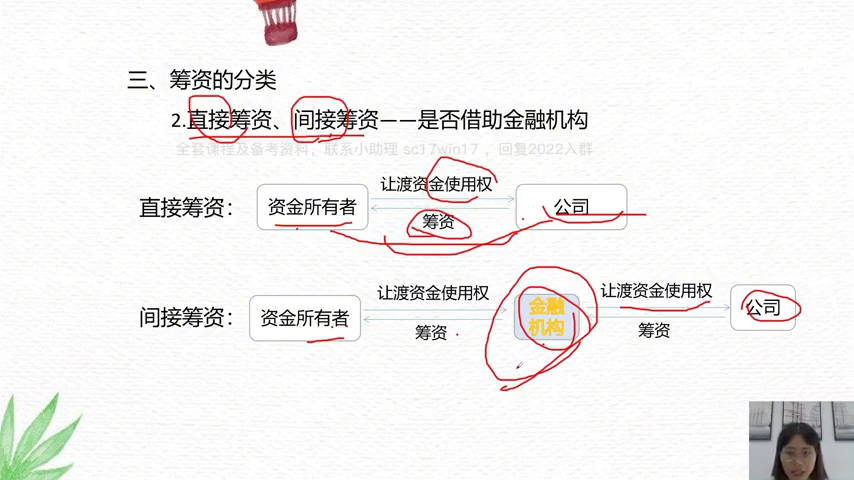 三、筹资的分类
2.直接筹资、间接筹资——是否借助金融机构
全套课程及备考资料，联系小助理 sc17win17 ，回复2022入群
让渡资金使用权
直接筹资： 资金所有者 公司
筹资
让渡资金使用权 金融 让渡资金使用权
间接筹资： 资金所有者 机构 公司
筹资 筹资